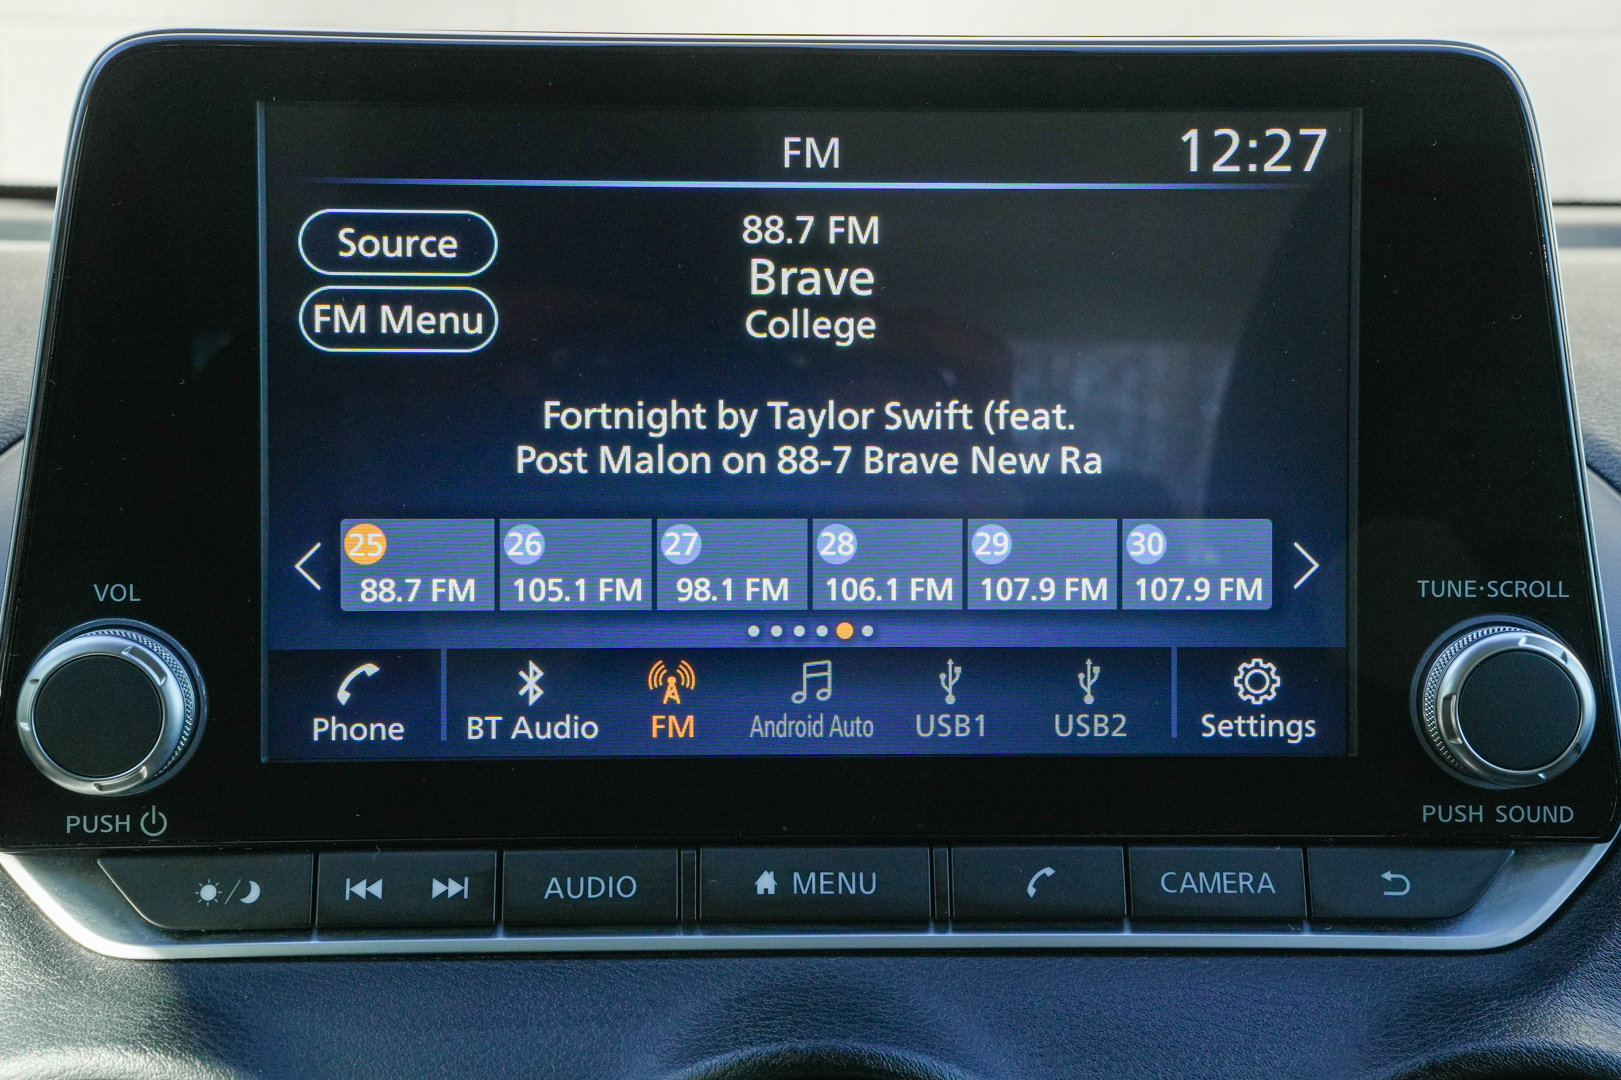 FM
12:27
Source
FM Menu
88.7 FM
Brave
College
Fortnight by Taylor Swift (feat.
Post Malon on 88-7 Brave New Ra
25
88.7 FM
26
105.1 FM
27
98.1 FM
28
106.1 FM
29
107.9 FM
30
107.9 FM
Phone
BT Audio
FM
Android Auto
USB1
USB2
Settings
VOL
PUSH
TUNE·SCROLL
PUSH SOUND
AUDIO
MENU
CAMERA